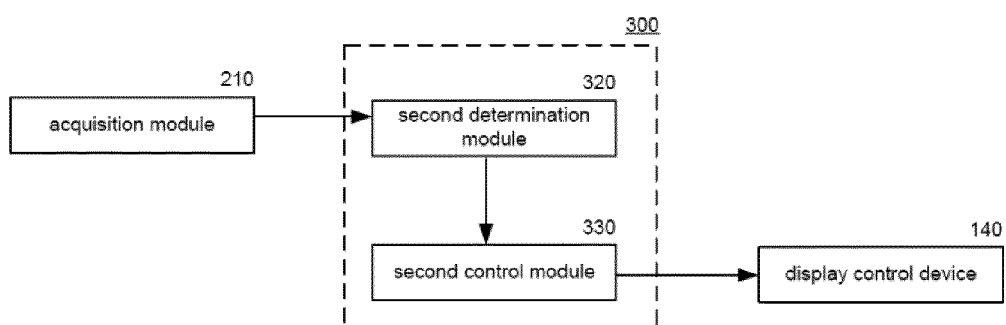 300
210
acquisition module
320
second determination
module
330
second control module
140
display control device